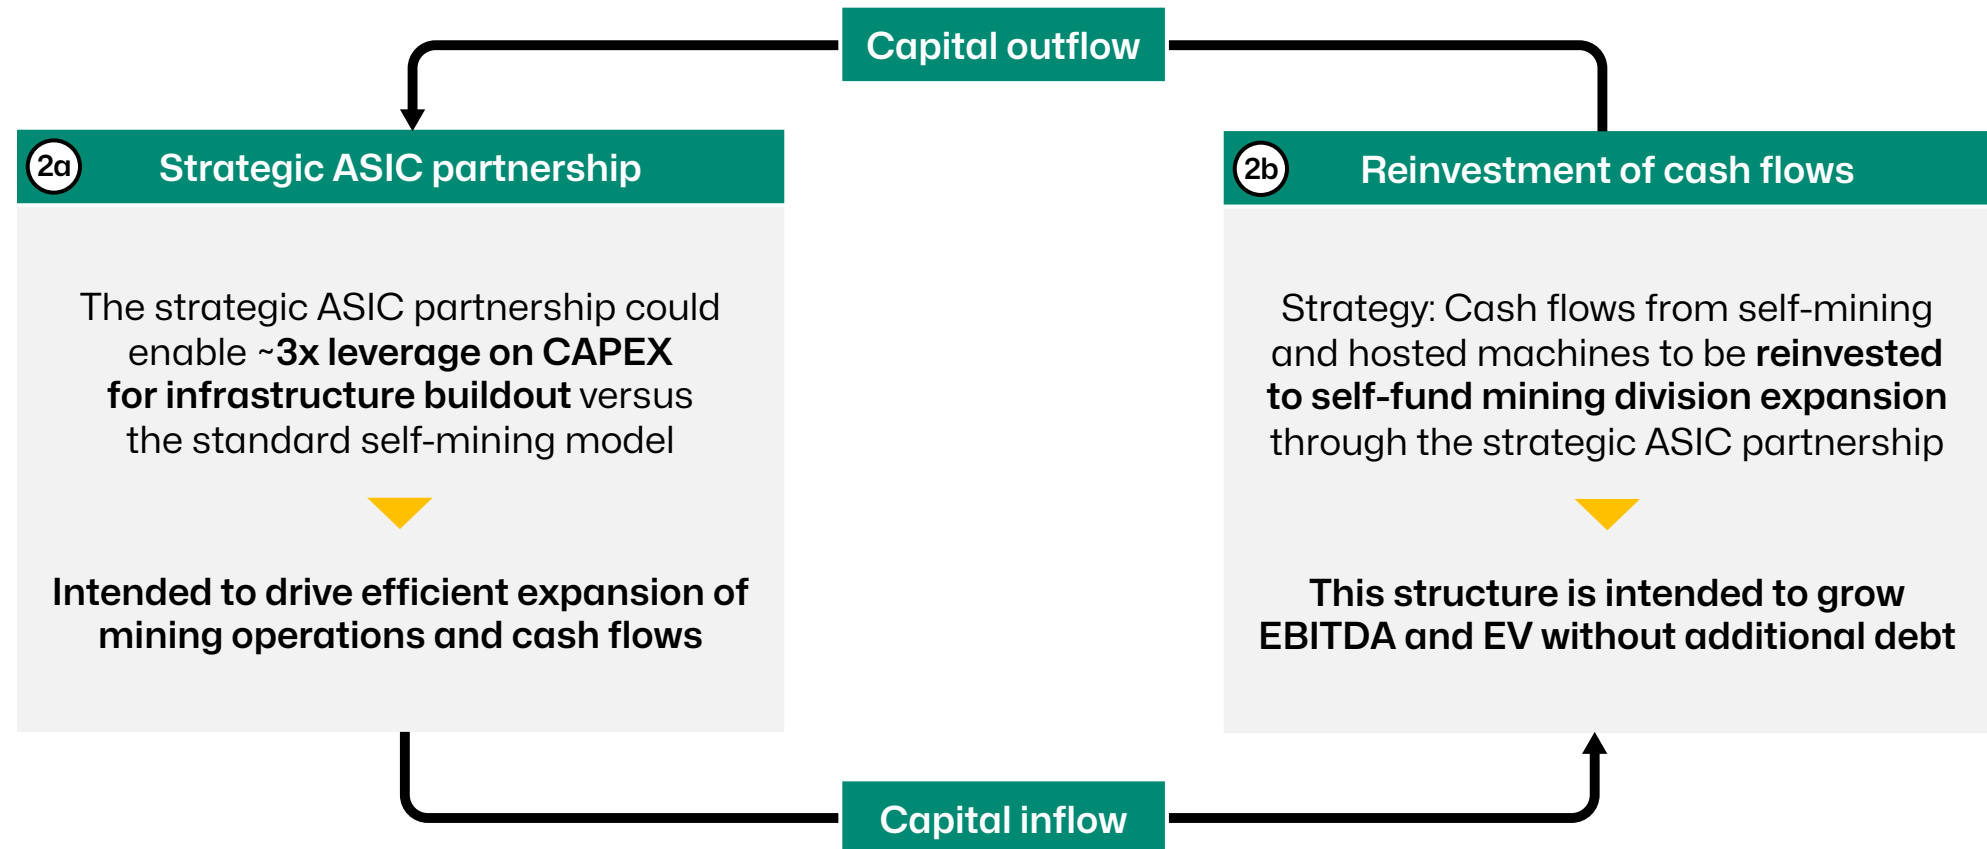 Capital outflow
2a
Strategic ASIC partnership
The strategic ASIC partnership could
enable ~3x leverage on CAPEX
for infrastructure buildout versus
the standard self-mining model
Intended to drive efficient expansion of
mining operations and cash flows
2b
Reinvestment of cash flows
Strategy: Cash flows from self-mining
and hosted machines to be reinvested
to self-fund mining division expansion
through the strategic ASIC partnership
This structure is intended to grow
EBITDA and EV without additional debt
Capital inflow